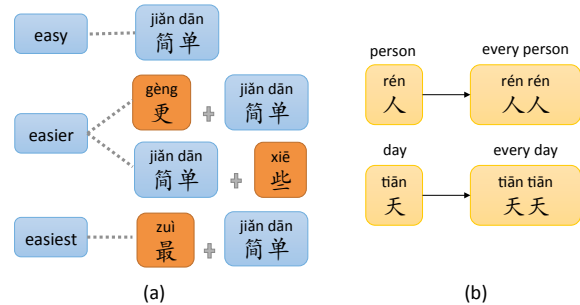 easy
jiǎn dān
简单
easier
gèng
更
+
jiǎn dān
简单
jiǎn dān
简单
+
xiē
些
easiest
zuì
最
+
jiǎn dān
简单
(a)
person
every person
rén
人
rén rén
人人
day
every day
tiān
天
tiān tiān
天天
(b)